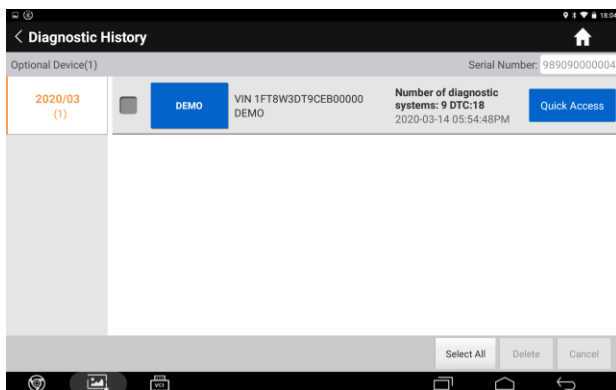 18:04
Diagnostic History
Optional Device(1)
Serial Number: 989090000004
2020/03
(1)
DEMO
VIN 1FT8W3DT9CEB00000
DEMO
Number of diagnostic
systems: 9 DTC:18
2020-03-14 05:54:48PM
Quick Access
Select All
Delete
Cancel
VCI